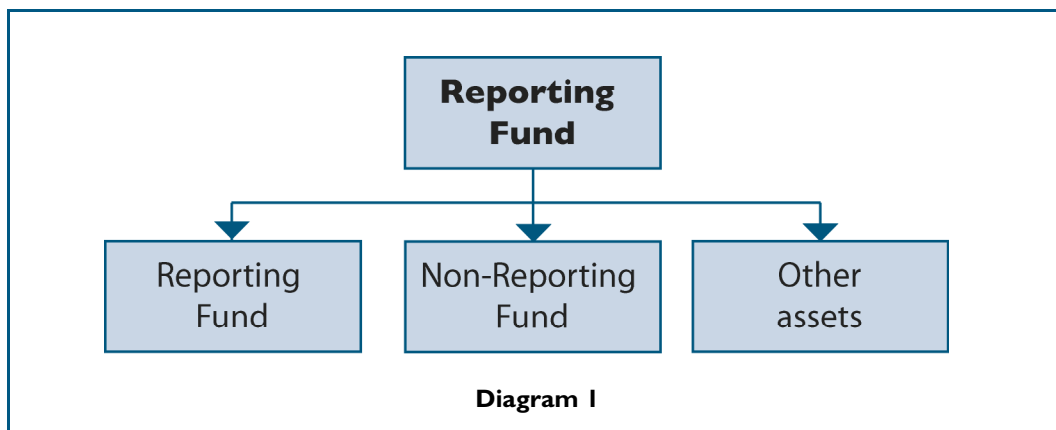 Reporting
Fund
Reporting
Fund
Non-Reporting
Fund
Other
assets
Diagram 1